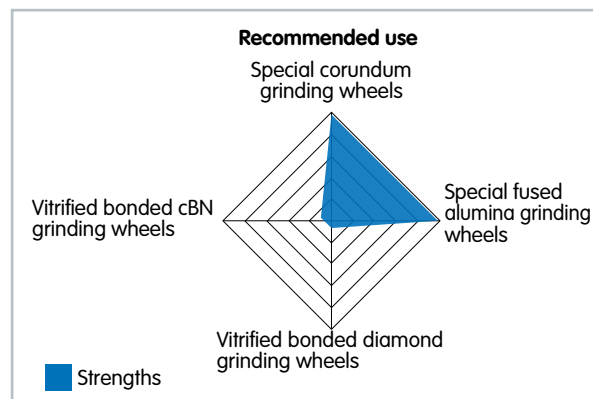 Recommended use
Special corundum
grinding wheels
Vitrified bonded cBN
grinding wheels
Special fused
alumina grinding
wheels
Vitrified bonded diamond
grinding wheels
Strengths